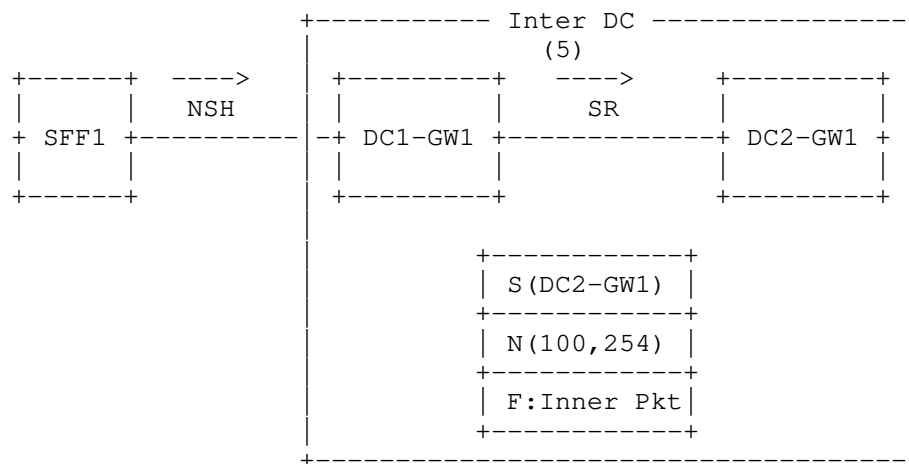 Inter DC
(5)
----> ---->
NSH SR
SFF1 DC1-GW1 DC2-GW1
S(DC2-GW1)
N(100,254)
F:Inner Pkt